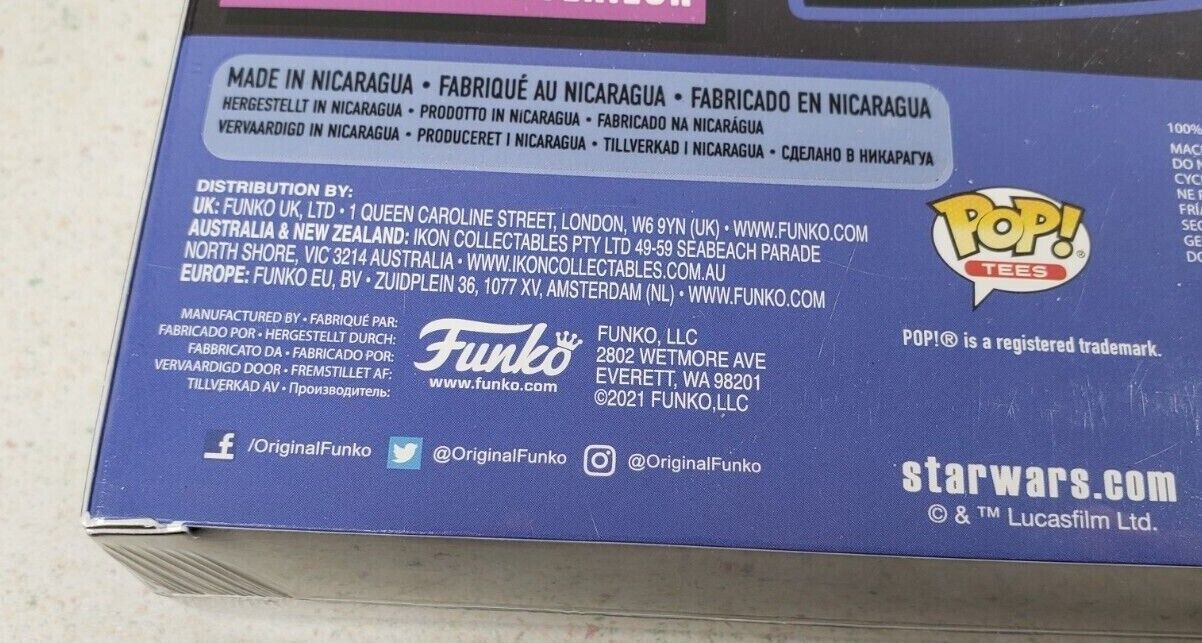 MADE IN NICARAGUA • FABRIQUÉ AU NICARAGUA • FABRICADO EN NICARAGUA
HERGESTELLT IN NICARAGUA • PRODOTTO IN NICARAGUA • FABRICADO NA NICARÁGUA
VERVAARDIGD IN NICARAGUA • PRODUCERET I NICARAGUA • TILLVERKAD I NICARAGUA • СДЕЛАНО В НИКАРАГУА
DISTRIBUTION BY:
UK: FUNKO UK, LTD • 1 QUEEN CAROLINE STREET, LONDON, W6 9YN (UK) • WWW.FUNKO.COM
AUSTRALIA & NEW ZEALAND: IKON COLLECTABLES PTY LTD 49-59 SEABEACH PARADE
NORTH SHORE, VIC 3214 AUSTRALIA • WWW.IKONCOLLECTABLES.COM.AU
EUROPE: FUNKO EU, BV • ZUIDPLEIN 36, 1077 XV, AMSTERDAM (NL) • WWW.FUNKO.COM
MANUFACTURED BY • FABRIQUÉ PAR:
FABRICADO POR • HERGESTELLT DURCH:
FABBRICATO DA • FABRICADO POR:
VERVAARDIGD DOOR • FREMSTILLET AF:
TILLVERKAD AV • Производитель:
Funko
www.funko.com
FUNKO, LLC
2802 WETMORE AVE
EVERETT, WA 98201
©2021 FUNKO,LLC
/OriginalFunko @OriginalFunko @OriginalFunko
POP!®
TEES
POP!® is a registered trademark.
starwars.com
© & ™ Lucasfilm Ltd.
100%